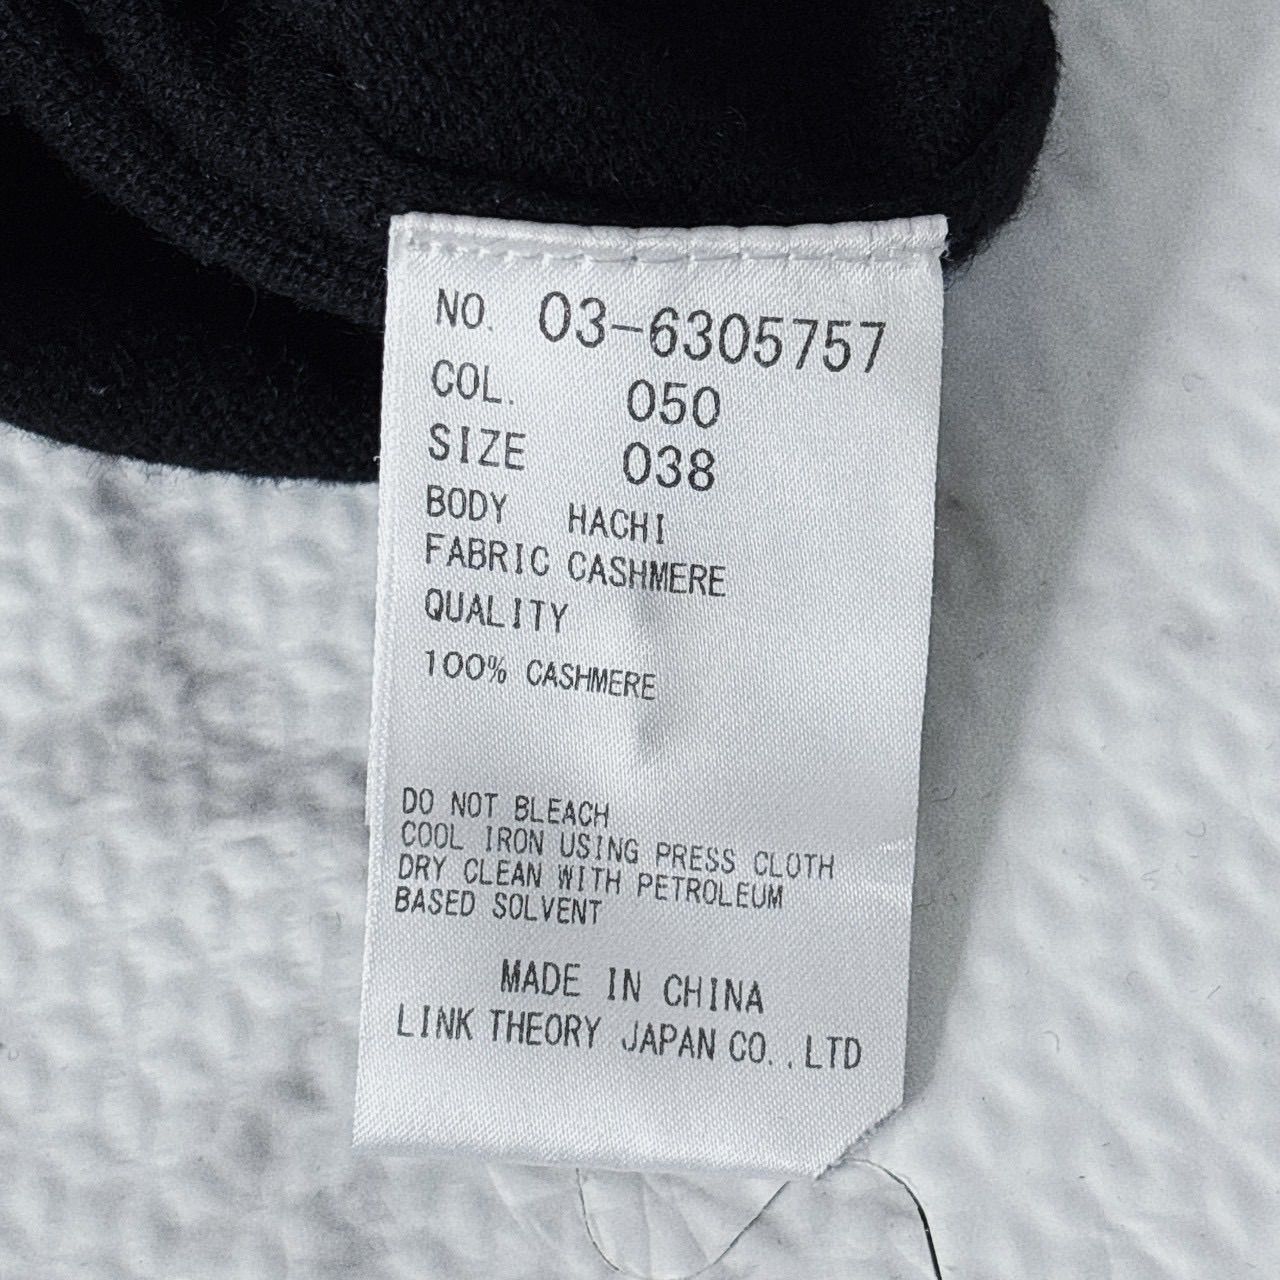 NO. 03-6305757
COL. 050
SIZE 038
BODY HACHI
FABRIC CASHMERE
QUALITY
100% CASHMERE
DO NOT BLEACH
COOL IRON USING PRESS CLOTH
DRY CLEAN WITH PETROLEUM
BASED SOLVENT
MADE IN CHINA
LINK THEORY JAPAN CO.,LTD